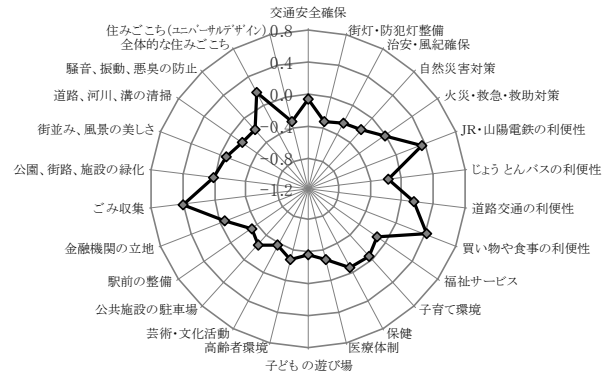 交通安全確保
住みごこち(ユニバーサルデザイン)
0.8
街灯・防犯灯整備
全体的な住みごこち
治安・風紀確保
騒音、振動、悪臭の防止
0.4
自然災害対策
道路、河川、溝の清掃
0.0
火災・救急・救助対策
街並み、風景の美しさ
-0.4
JR・山陽電鉄の利便性
公園、街路、施設の緑化
-0.8
じょうとんバスの利便性
-1.2
ごみ収集
道路交通の利便性
金融機関の立地
買い物や食事の利便性
駅前の整備
福祉サービス
公共施設の駐車場
子育て環境
芸術・文化活動
保健
高齢者環境
医療体制
子どもの遊び場